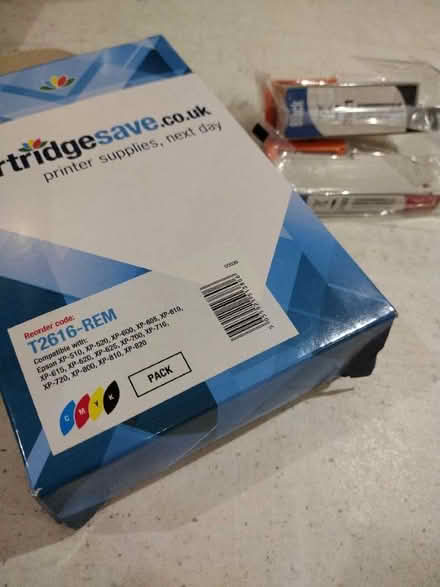 rtridgesave.co.uk
printer supplies, next day
Reorder code:
T2616-REM
Compatible with:
Epson XP-510, XP-520, XP-600, XP-605, XP-610,
XP-615, XP-620, XP-625, XP-700, XP-710,
XP-720, XP-800, XP-810, XP-820
PACK
C M Y K